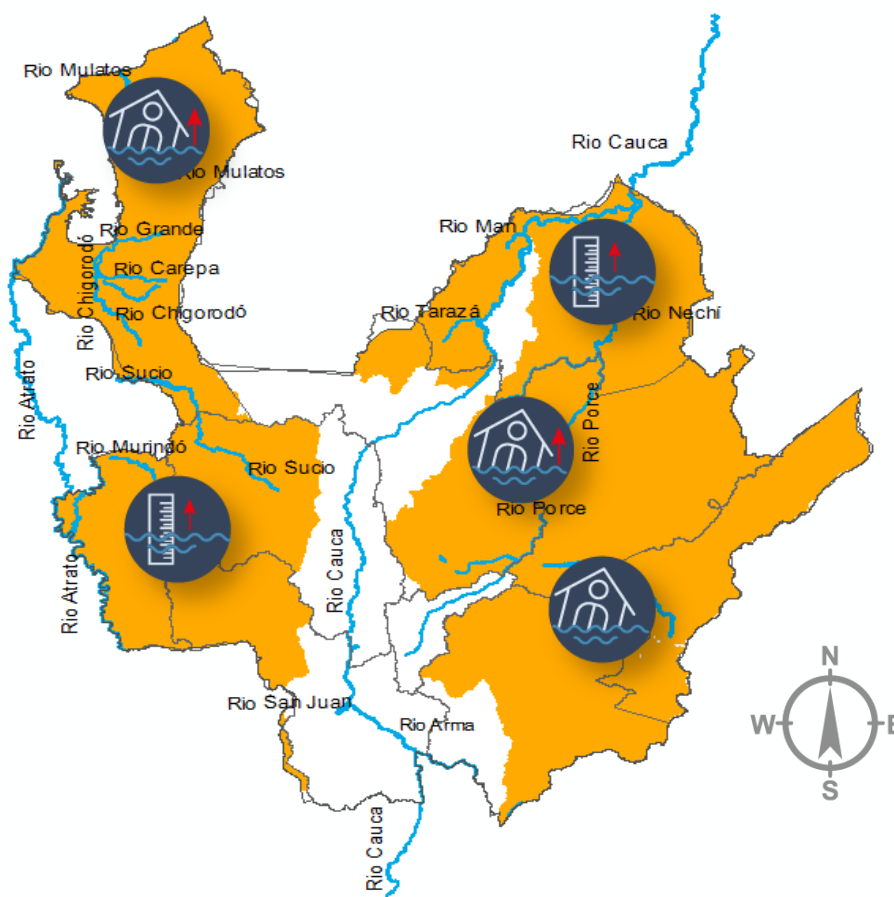 Rio Mulatos
Rio Cauca
Rio Mulatos
Rio Grande
Rio Man
Rio Chigorodó
Rio Carepa
Rio Chigorodó
Rio Tarazá
Rio Nechí
Rio Sucio
Rio Atrato
Rio Porce
Rio Murindó
Rio Sucio
Rio Porce
Rio Atrato
Rio Cauca
Rio San Juan
Rio Arma
Rio Cauca
N
W
E
S